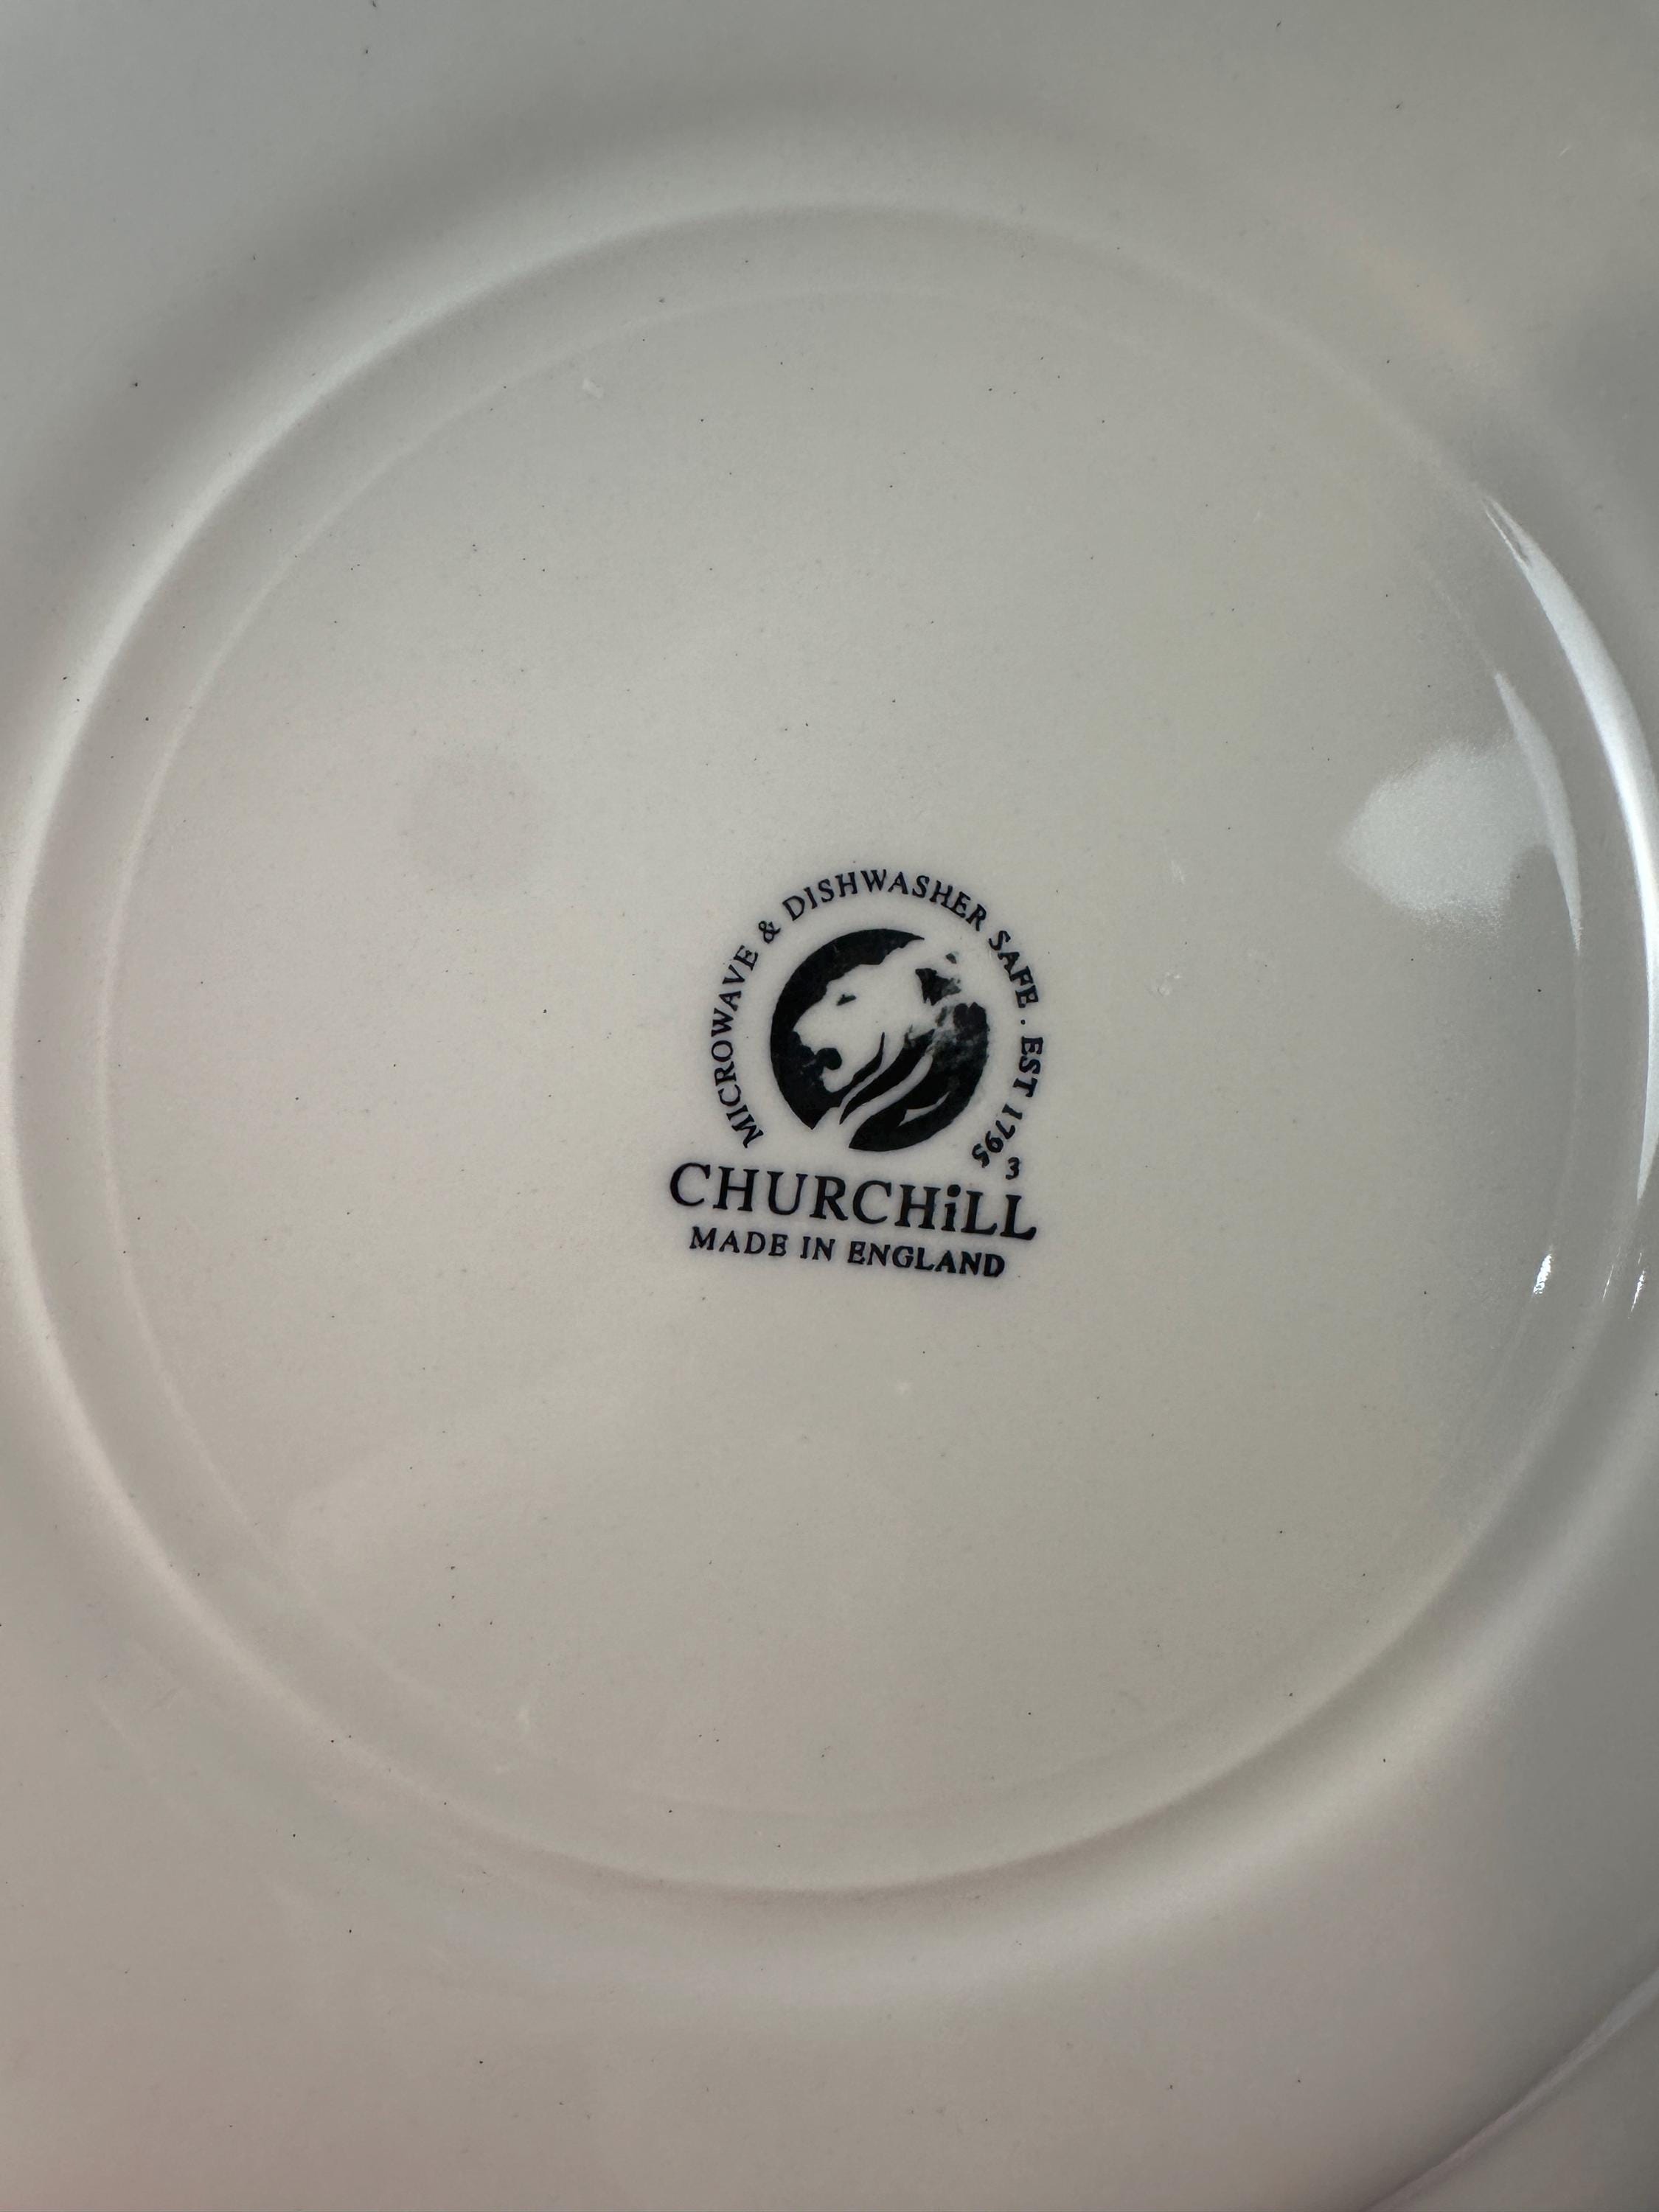 MICROWAVE & DISHWASHER SAFE . EST 1795
3
CHURCHiLL
MADE IN ENGLAND